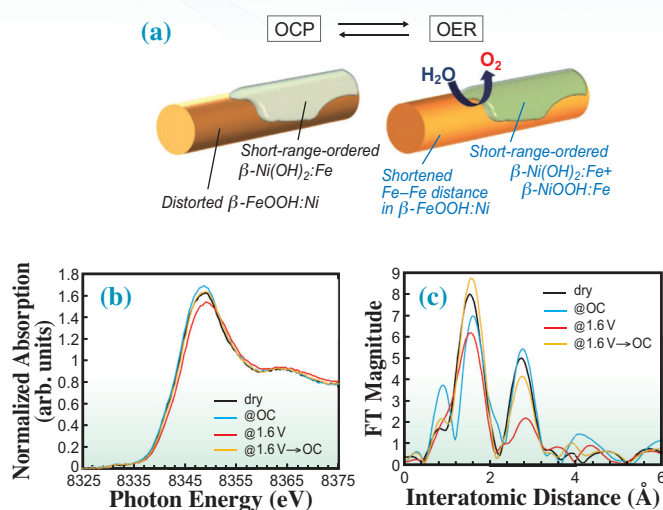 (a)
OCP
OER
H₂O
O₂
Short-range-ordered
β-Ni(OH)₂:Fe
Distorted β-FeOOH:Ni
Shortened
Fe–Fe distance
in β-FeOOH:Ni
Short-range-ordered
β-Ni(OH)₂:Fe+
β-NiOOH:Fe
(b)
Normalized Absorption
(arb. units)
1.8
1.6
1.4
1.2
1.0
0.8
0.6
0.4
0.2
0
dry
@OC
@1.6 V
@1.6 V→OC
8325 8335 8345 8355 8365 8375
Photon Energy (eV)
(c)
FT Magnitude
9
8
7
6
5
4
3
2
1
0
dry
@OC
@1.6 V
@1.6 V→OC
0 1 2 3 4 5 6
Interatomic Distance (Å)